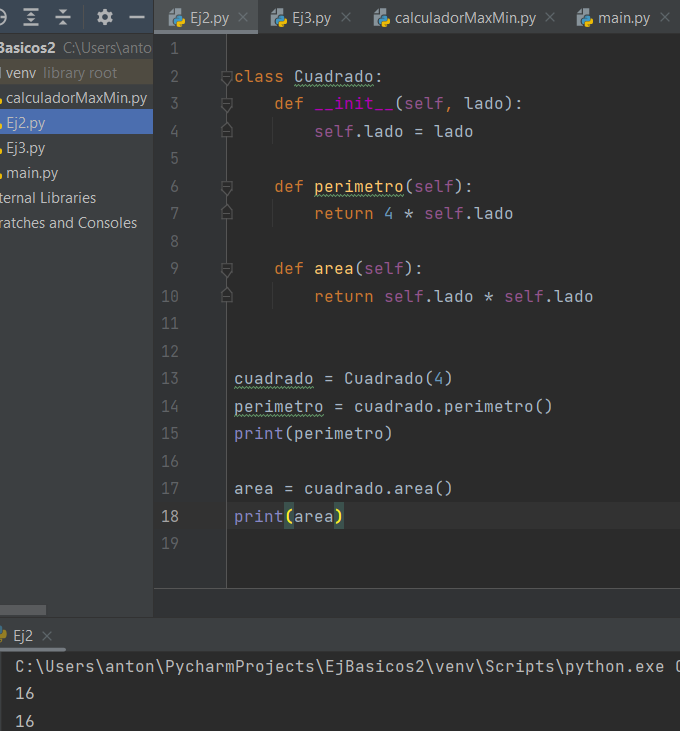 Ej2.py Ej3.py calculadorMaxMin.py main.py
Basicos2 C:\Users\anton
venv library root
calculadorMaxMin.py
Ej2.py
Ej3.py
main.py
ternal Libraries
ratches and Consoles
1
2 class Cuadrado:
3 def __init__(self, lado):
4 self.lado = lado
5
6 def perimetro(self):
7 return 4 * self.lado
8
9 def area(self):
10 return self.lado * self.lado
11
12
13 cuadrado = Cuadrado(4)
14 perimetro = cuadrado.perimetro()
15 print(perimetro)
16
17 area = cuadrado.area()
18 print(area)
19
Ej2
C:\Users\anton\PycharmProjects\EjBasicos2\venv\Scripts\python.exe
16
16